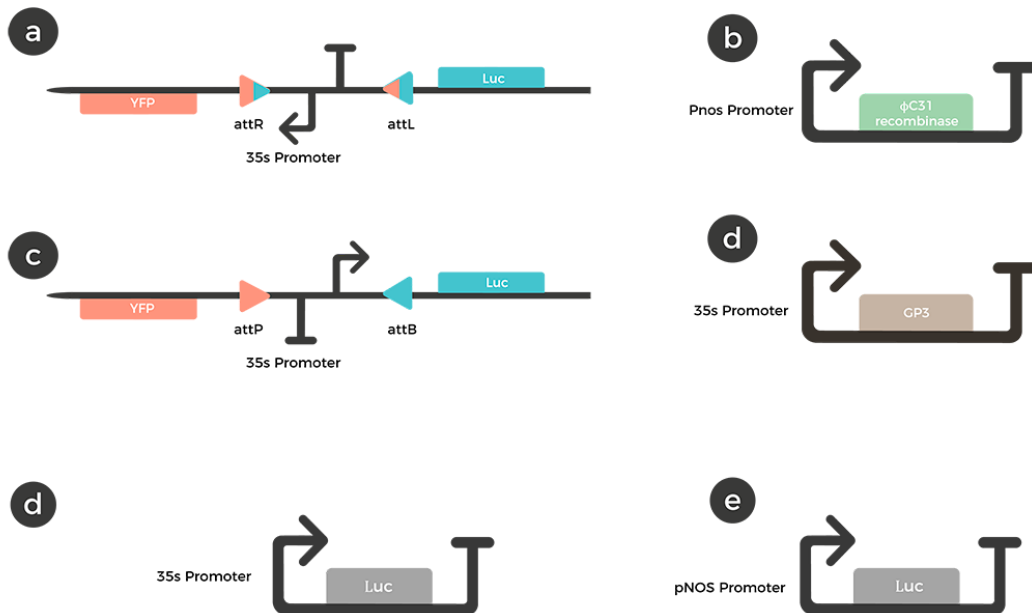 a
Luc
YFP
attR
attL
35s Promoter
b
Pnos Promoter
ϕC31
recombinase
c
Luc
YFP
attP
attB
35s Promoter
d
35s Promoter
GP3
d
35s Promoter
Luc
e
pNOS Promoter
Luc